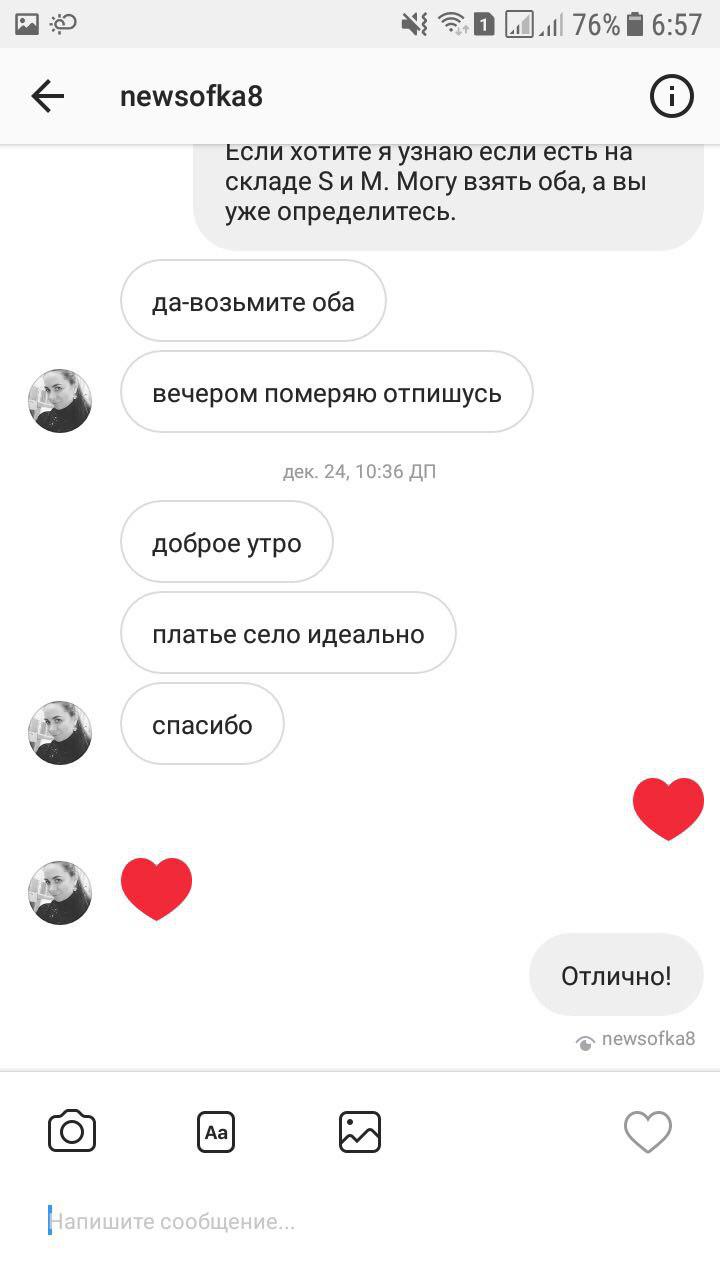 1 76% 6:57
newsofka8
Если хотите я узнаю если есть на
складе S и M. Могу взять оба, а вы
уже определитесь.
да-возьмите оба
вечером померяю отпишусь
дек. 24, 10:36 ДП
доброе утро
платье село идеально
спасибо
Отлично!
newsofka8
Aa
Напишите сообщение...